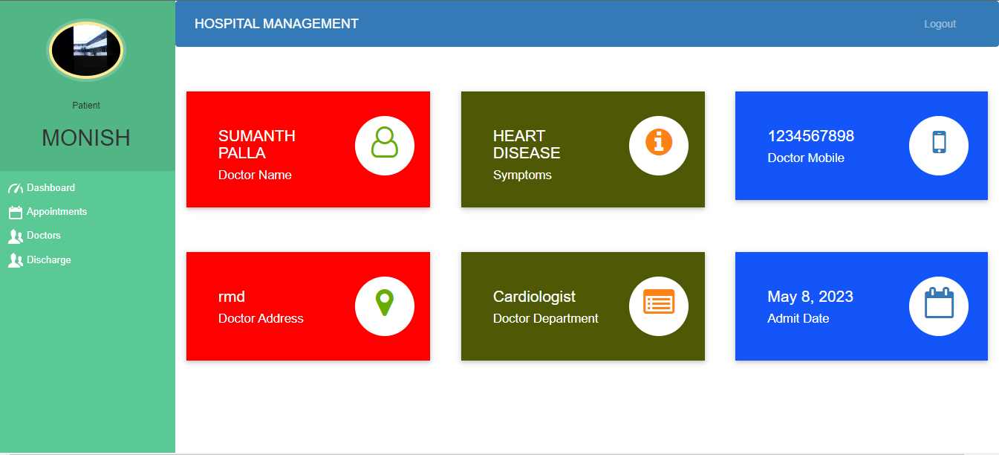 HOSPITAL MANAGEMENT
Logout
Patient
MONISH
Dashboard
Appointments
Doctors
Discharge
SUMANTH
PALLA
Doctor Name
HEART
DISEASE
Symptoms
1234567898
Doctor Mobile
rmd
Doctor Address
Cardiologist
Doctor Department
May 8, 2023
Admit Date